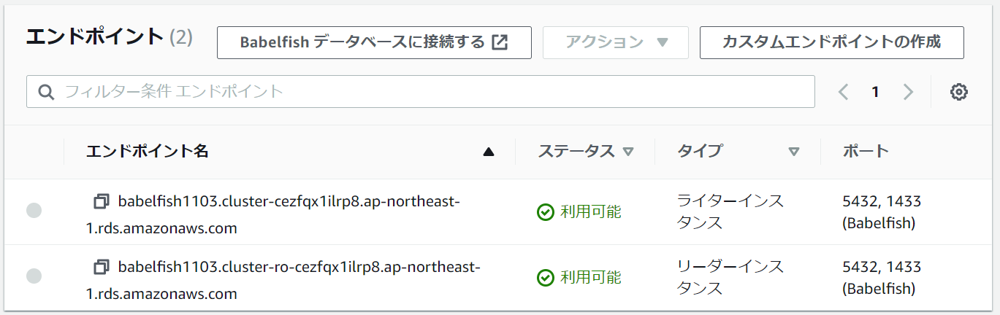 エンドポイント (2)
Babelfish データベースに接続する
アクション
カスタムエンドポイントの作成
フィルター条件 エンドポイント
1
エンドポイント名
ステータス
タイプ
ポート
babelfish1103.cluster-cezfqx1ilrp8.ap-northeast-
1.rds.amazonaws.com
利用可能
ライターインス
タンス
5432, 1433
(Babelfish)
babelfish1103.cluster-ro-cezfqx1ilrp8.ap-northeast-
1.rds.amazonaws.com
利用可能
リーダーインス
タンス
5432, 1433
(Babelfish)